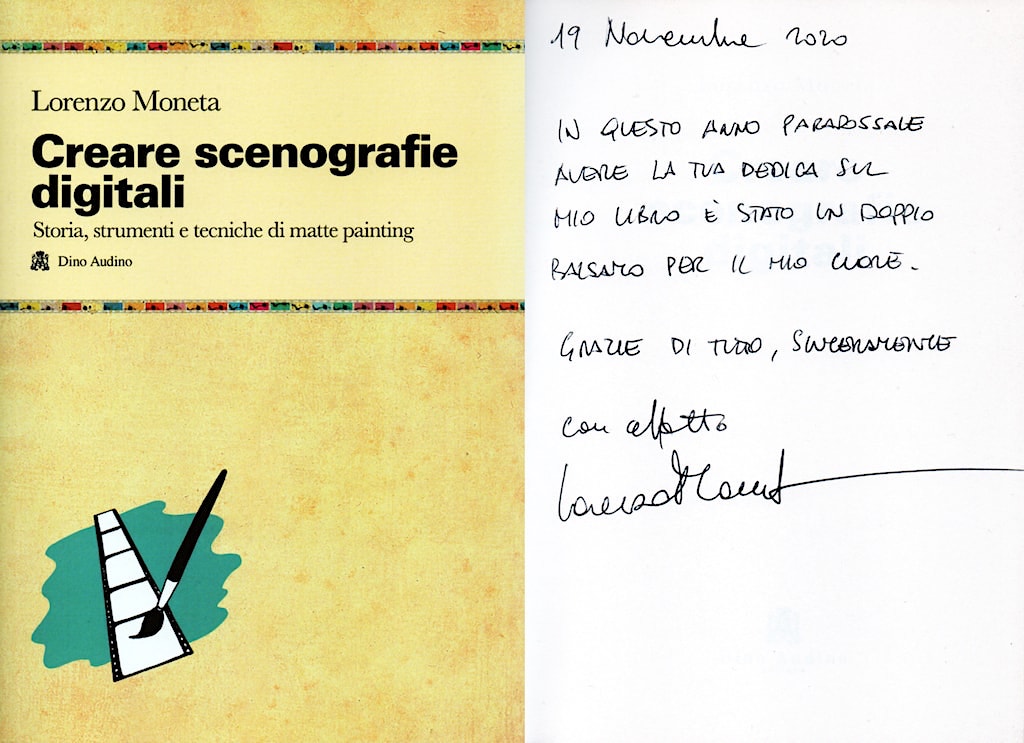 Lorenzo Moneta
Creare scenografie
digitali
Storia, strumenti e tecniche di matte painting
Dino Audino
19 Novembre 2020
IN QUESTO ANNO PARADOSSALE
AVERE LA TUA DEDICA SUL
MIO LIBRO È STATO UN DOPPIO
BALSAMO PER IL MIO CUORE.
GRAZIE DI TUTTO, SINCERAMENTE
con affetto
Lorenzo Moneta